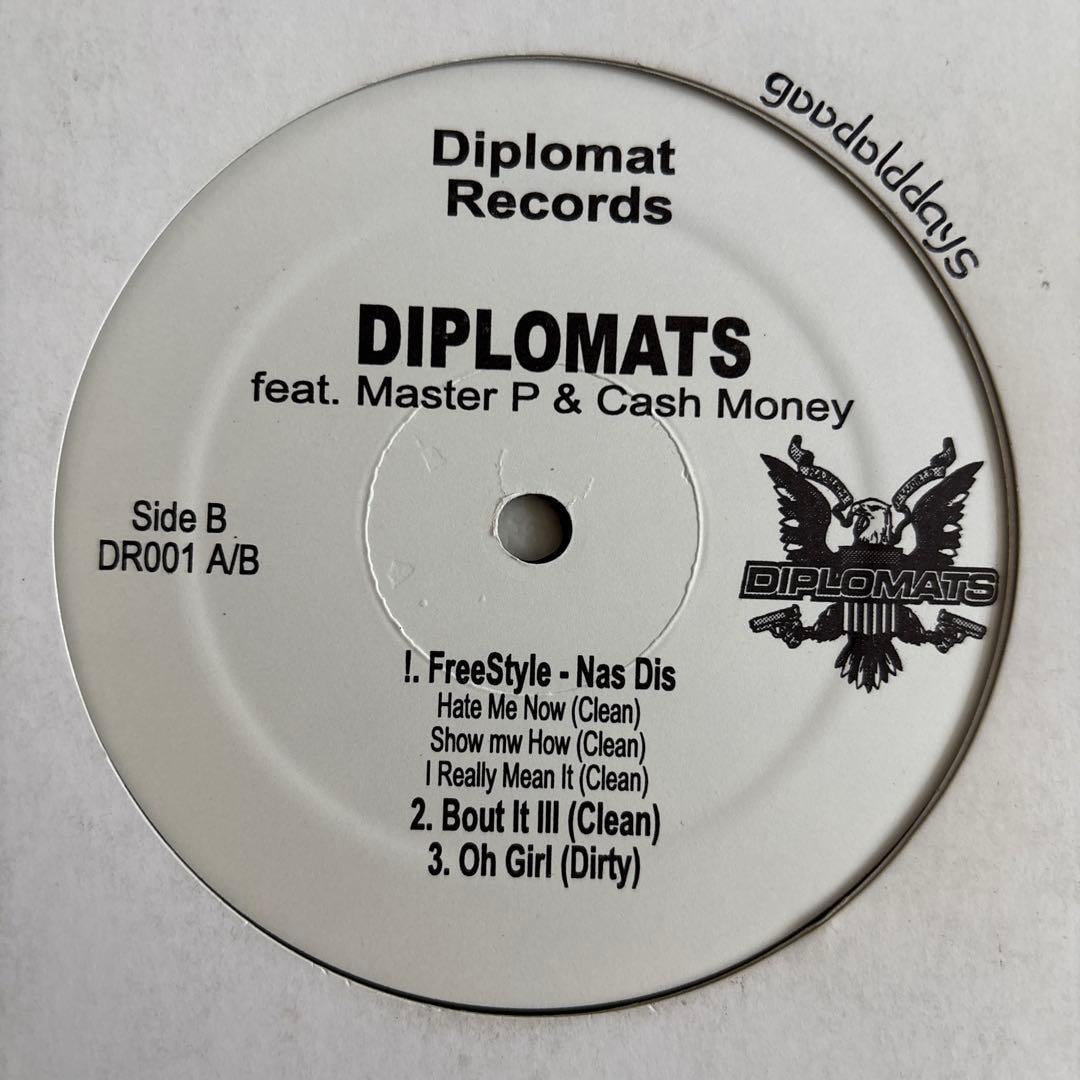 goodolddays
Diplomat
Records
DIPLOMATS
feat. Master P & Cash Money
Side B
DR001 A/B
DIPLOMATS
!. FreeStyle - Nas Dis
Hate Me Now (Clean)
Show mw How (Clean)
I Really Mean It (Clean)
2. Bout It III (Clean)
3. Oh Girl (Dirty)